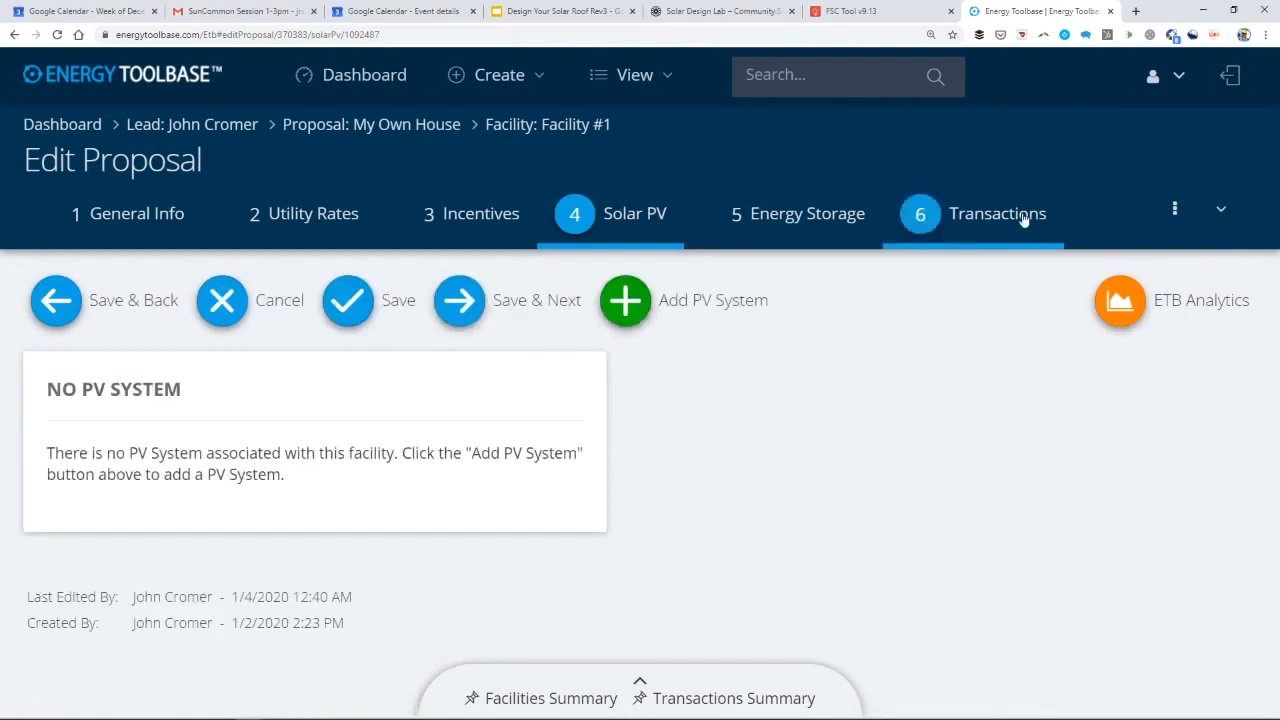 Google Calendar - Week of Dece
SunCommon Session 1-3pm - jc
Google Calendar - Event details
Design Your Solar Roof Rev3 - G
Solar Design Lab – Community.S
FSC Tool v9.13
Energy Toolbase | Energy Toolba
energytoolbase.com/Etb#editProposal/370383/solarPv/1092487
ENERGY TOOLBASE™
Dashboard
Create
View
Search...
Dashboard > Lead: John Cromer > Proposal: My Own House > Facility: Facility #1
Edit Proposal
1 General Info
2 Utility Rates
3 Incentives
4 Solar PV
5 Energy Storage
6 Transactions
Save & Back
Cancel
Save
Save & Next
Add PV System
ETB Analytics
NO PV SYSTEM
There is no PV System associated with this facility. Click the "Add PV System"
button above to add a PV System.
Last Edited By: John Cromer - 1/4/2020 12:40 AM
Created By: John Cromer - 1/2/2020 2:23 PM
Facilities Summary
Transactions Summary